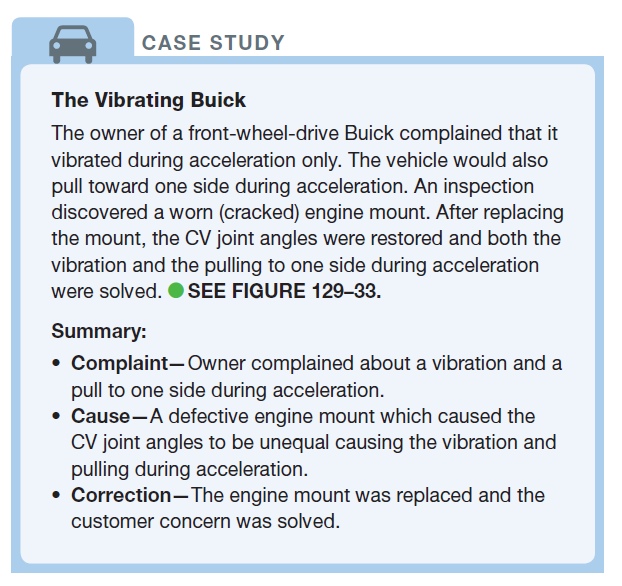 CASE STUDY
The Vibrating Buick
The owner of a front-wheel-drive Buick complained that it
vibrated during acceleration only. The vehicle would also
pull toward one side during acceleration. An inspection
discovered a worn (cracked) engine mount. After replacing
the mount, the CV joint angles were restored and both the
vibration and the pulling to one side during acceleration
were solved. ● SEE FIGURE 129–33.
Summary:
• Complaint—Owner complained about a vibration and a
pull to one side during acceleration.
• Cause—A defective engine mount which caused the
CV joint angles to be unequal causing the vibration and
pulling during acceleration.
• Correction—The engine mount was replaced and the
customer concern was solved.